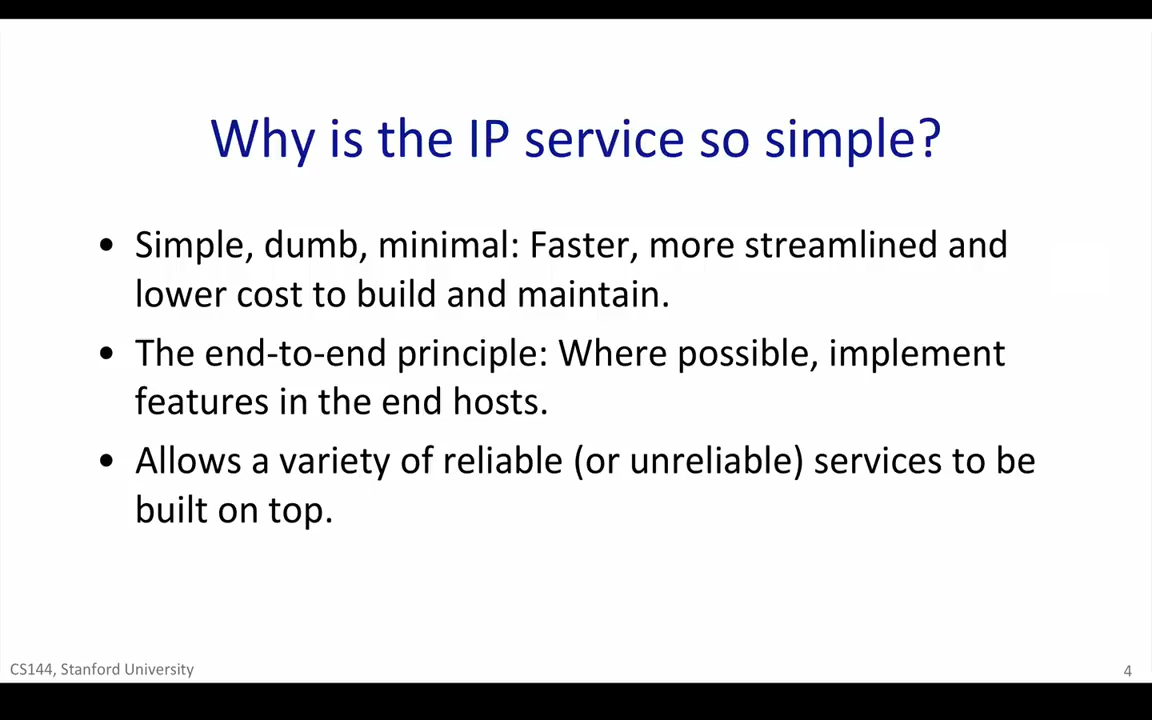 Why is the IP service so simple?
• Simple, dumb, minimal: Faster, more streamlined and
lower cost to build and maintain.
• The end-to-end principle: Where possible, implement
features in the end hosts.
• Allows a variety of reliable (or unreliable) services to be
built on top.
CS144, Stanford University
4